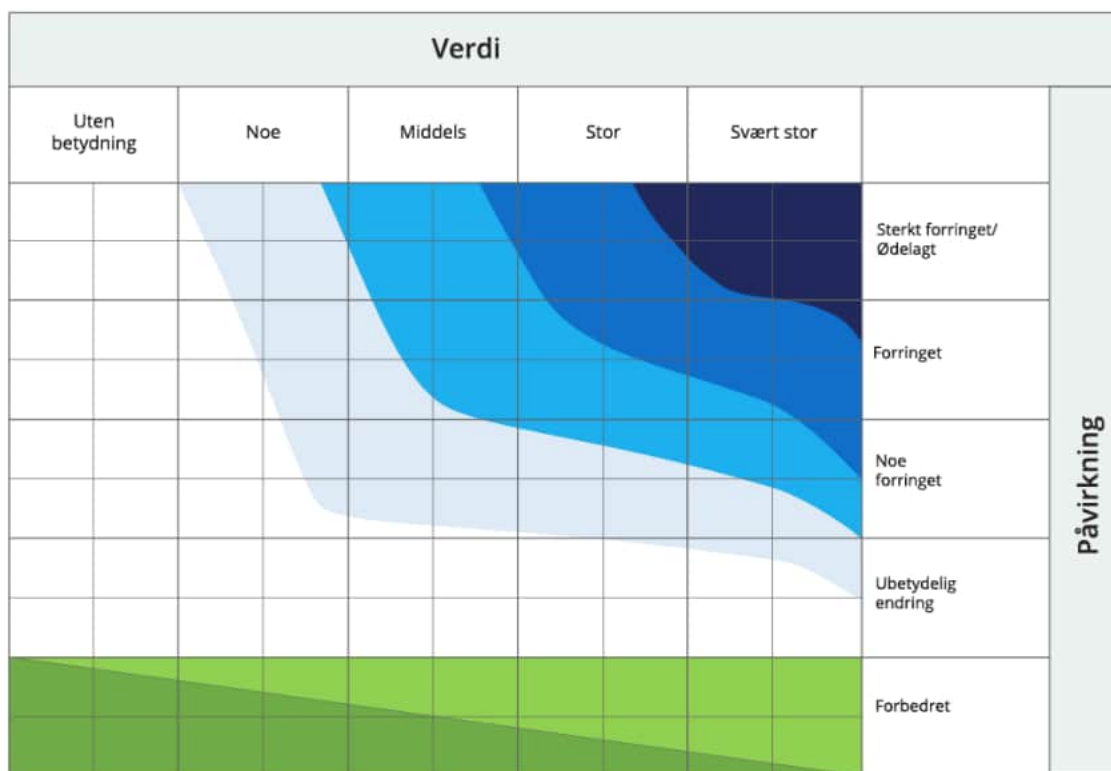 Verdi
Uten
betydning
Noe
Middels
Stor
Svært stor
Sterkt forringet/
Ødelagt
Forringet
Noe
forringet
Ubetydelig
endring
Forbedret
Påvirkning